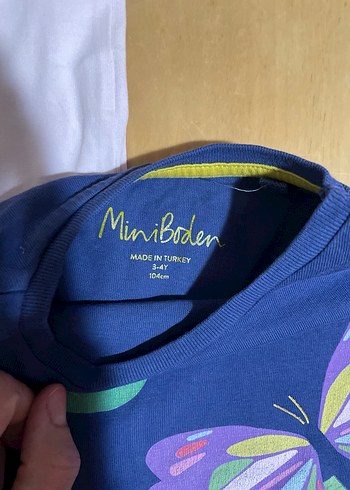 MiniBoden
MADE IN TURKEY
3-4Y
104cm